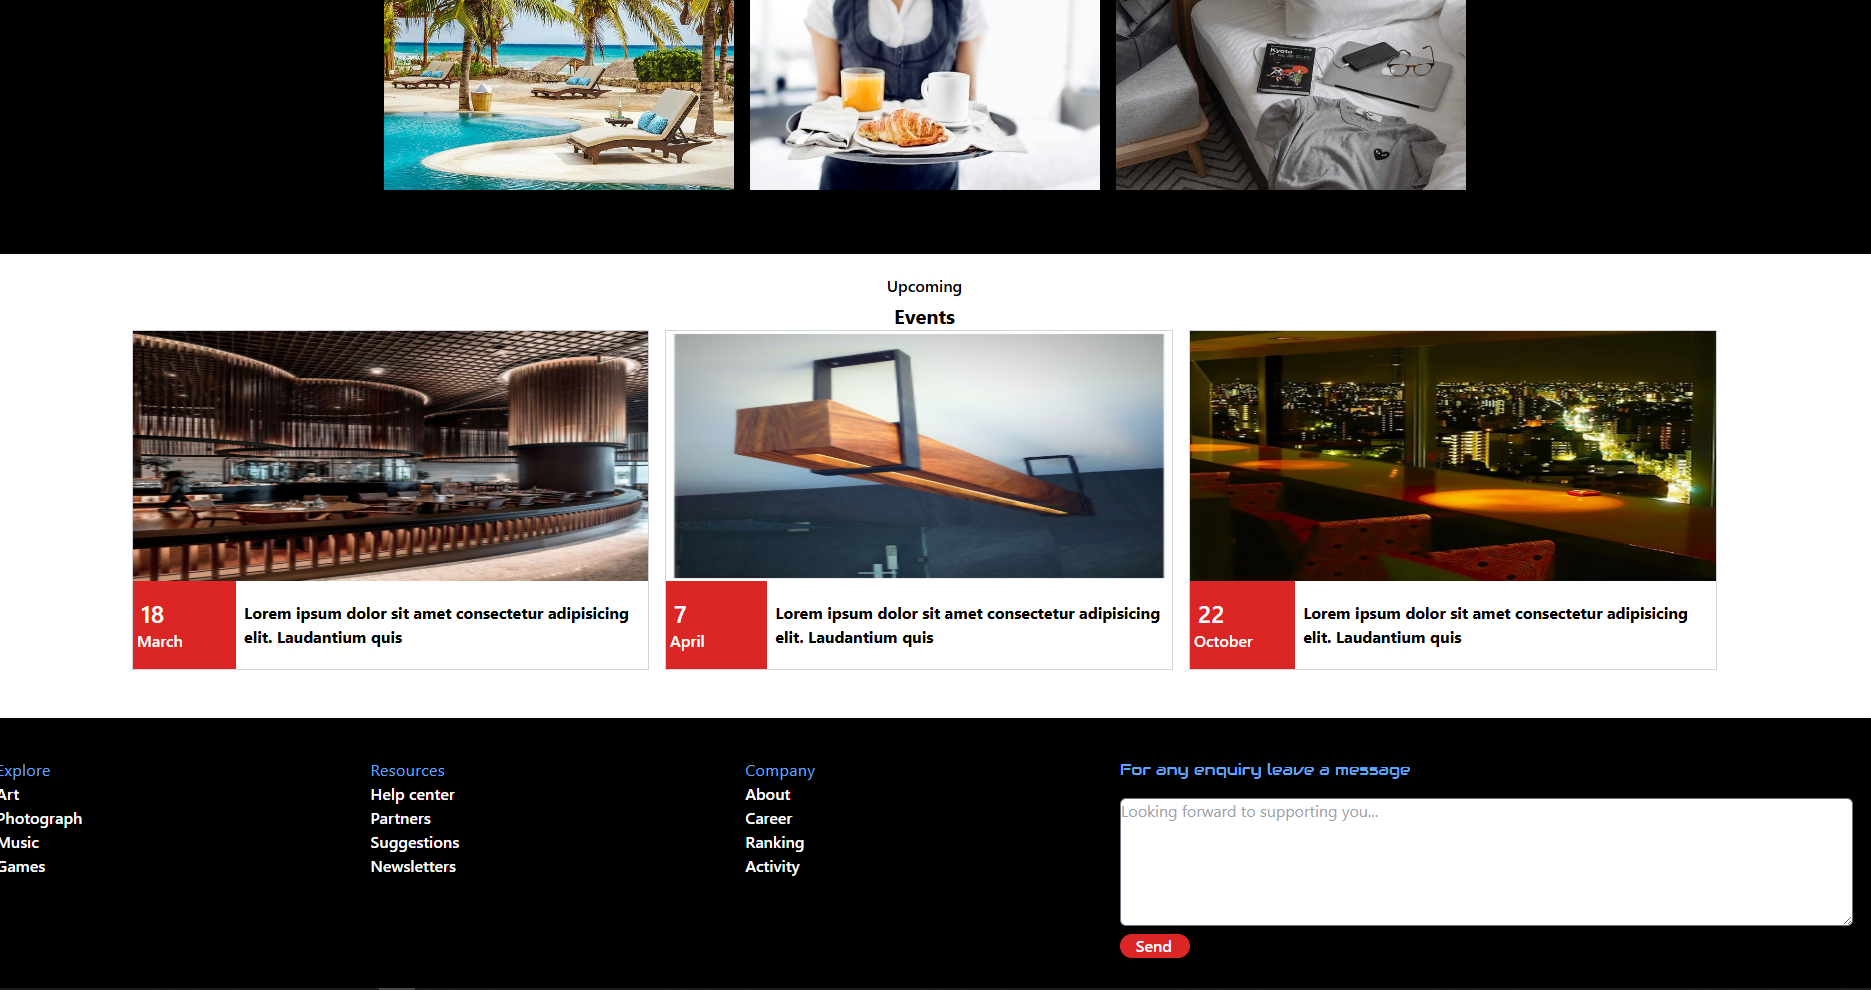 Kyoto
Upcoming
Events
18
March
Lorem ipsum dolor sit amet consectetur adipisicing
elit. Laudantium quis
7
April
Lorem ipsum dolor sit amet consectetur adipisicing
elit. Laudantium quis
22
October
Lorem ipsum dolor sit amet consectetur adipisicing
elit. Laudantium quis
Explore
Art
Photograph
Music
Games
Resources
Help center
Partners
Suggestions
Newsletters
Company
About
Career
Ranking
Activity
For any enquiry leave a message
Looking forward to supporting you...
Send